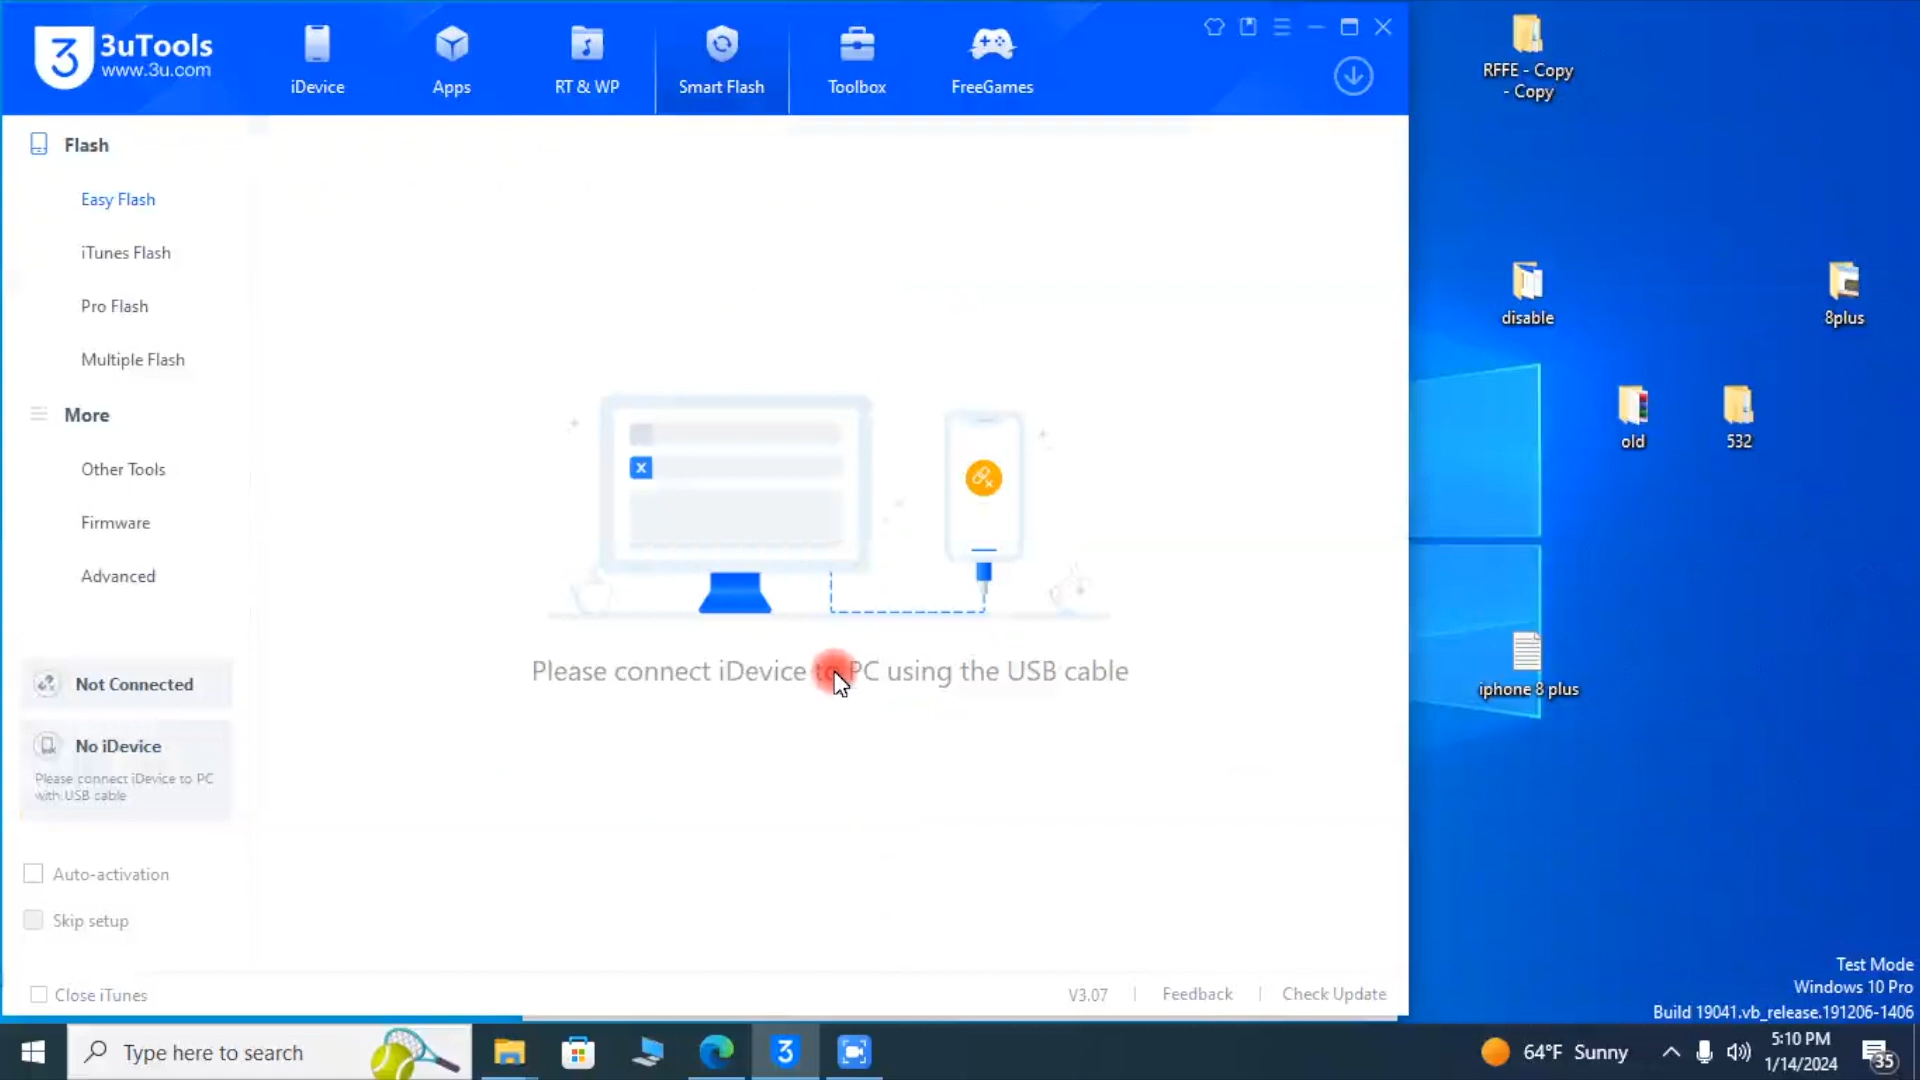 3uTools
www.3u.com
iDevice
Apps
RT & WP
Smart Flash
Toolbox
FreeGames
Flash
Easy Flash
iTunes Flash
Pro Flash
Multiple Flash
More
Other Tools
Firmware
Advanced
Please connect iDevice to PC using the USB cable
Not Connected
No iDevice
Please connect iDevice to PC
with USB cable
Auto-activation
Skip setup
Close iTunes
V3.07
Feedback
Check Update
RFFE - Copy
- Copy
disable
8plus
old
532
iphone 8 plus
Test Mode
Windows 10 Pro
Build 19041.vb_release.191206-1406
Type here to search
3
64°F Sunny
5:10 PM
1/14/2024
35